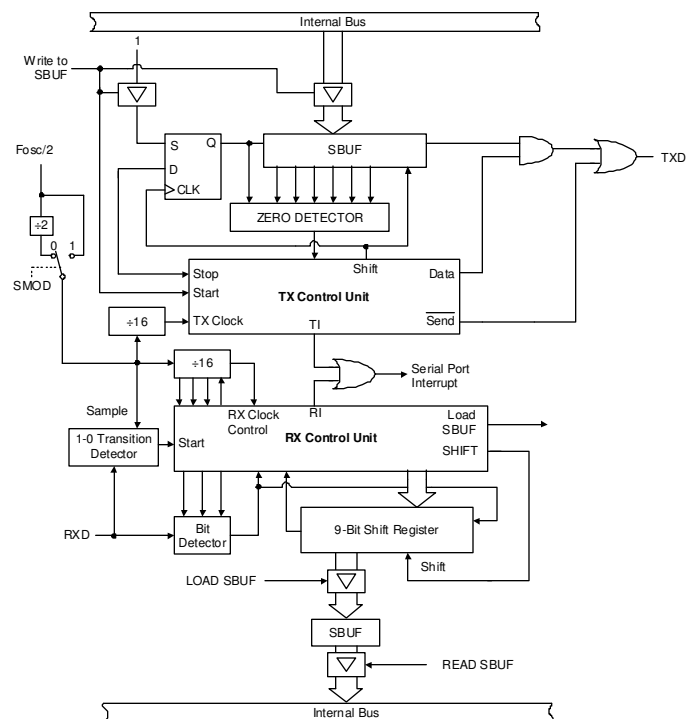 Internal Bus
1
Write to
SBUF
S
Q
D
CLK
SBUF
TXD
Fosc/2
÷2
0 1
SMOD
ZERO DETECTOR
Shift
Stop
Start
TX Control Unit
Data
÷16
TX Clock
TI
Send
÷16
Serial Port
Interrupt
Sample
RX Clock
Control
RI
Load
SBUF
1-0 Transition
Detector
Start
RX Control Unit
SHIFT
RXD
Bit
Detector
9-Bit Shift Register
Shift
LOAD SBUF
SBUF
READ SBUF
Internal Bus